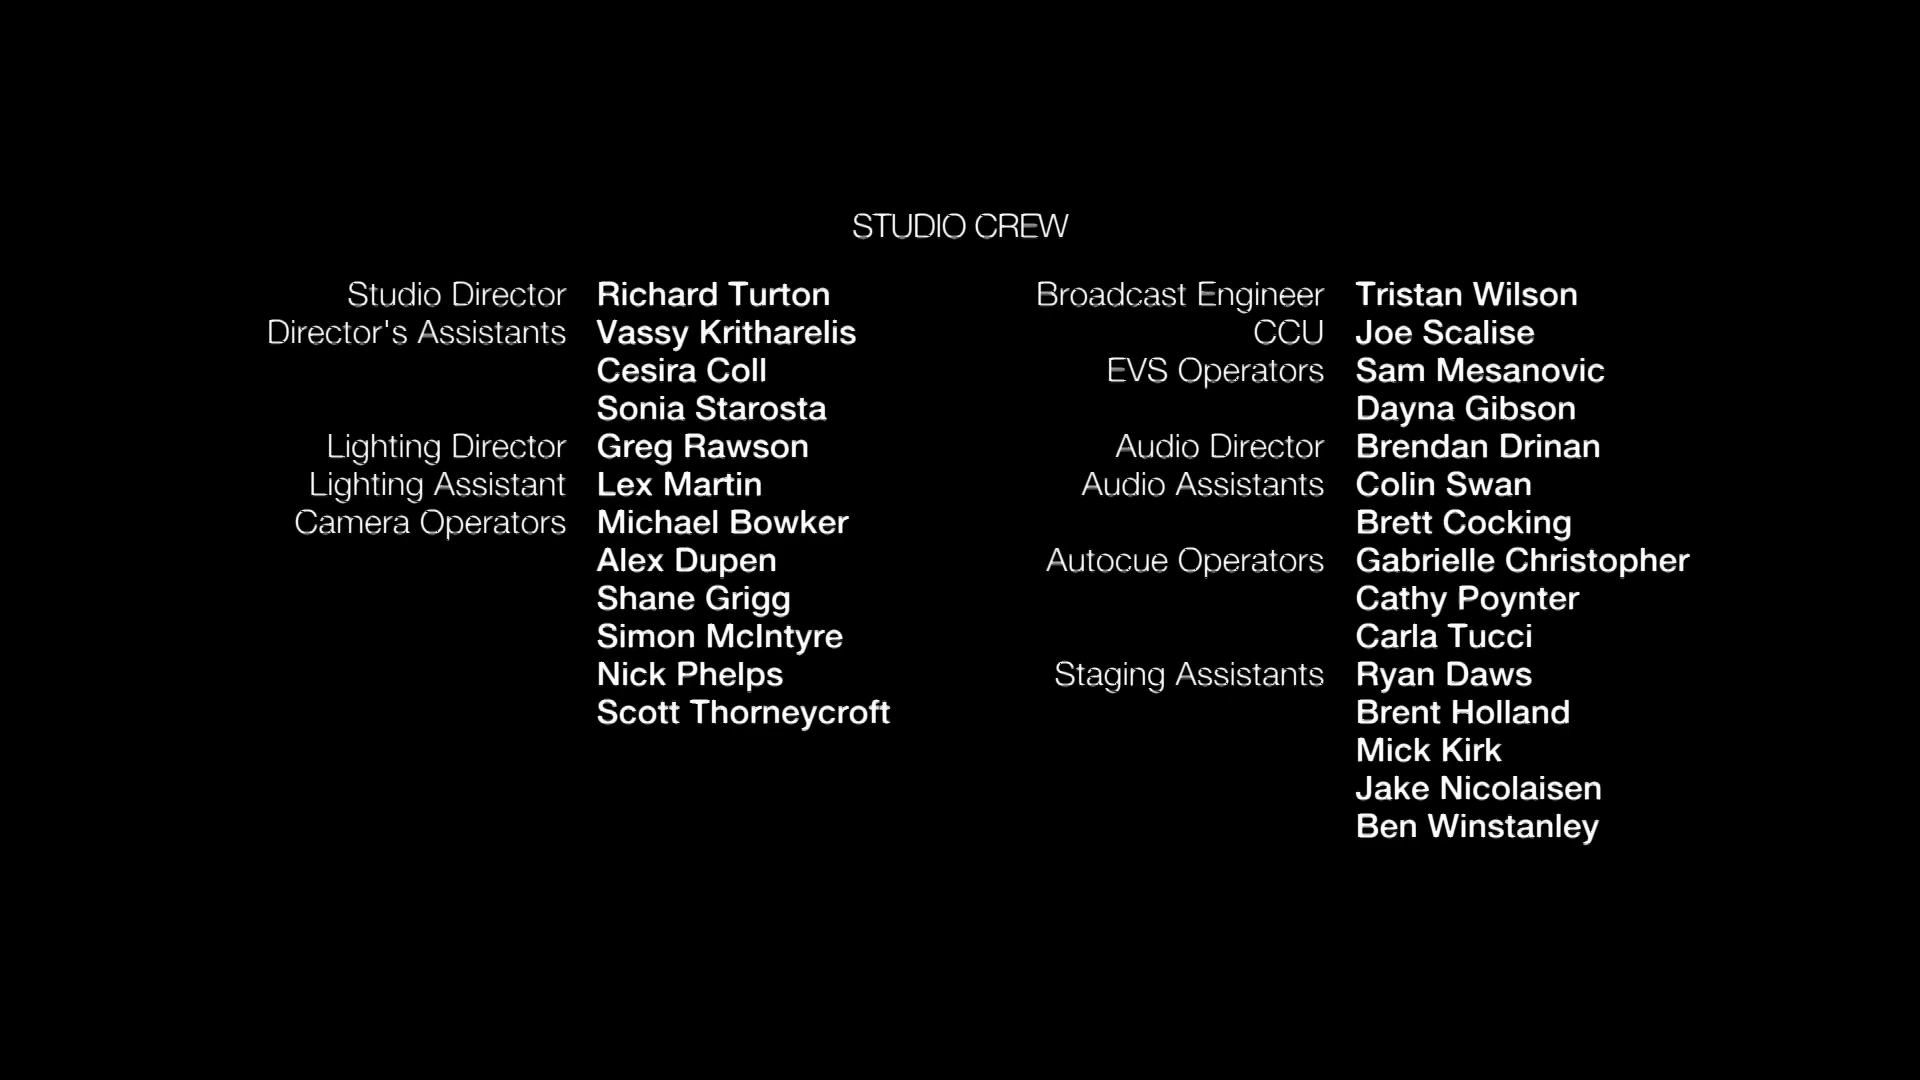 STUDIO CREW
Studio Director Richard Turton
Director's Assistants Vassy Kritharelis
Cesira Coll
Sonia Starosta
Lighting Director Greg Rawson
Lighting Assistant Lex Martin
Camera Operators Michael Bowker
Alex Dupen
Shane Grigg
Simon McIntyre
Nick Phelps
Scott Thorneycroft
Broadcast Engineer Tristan Wilson
CCU Joe Scalise
EVS Operators Sam Mesanovic
Dayna Gibson
Audio Director Brendan Drinan
Audio Assistants Colin Swan
Brett Cocking
Autocue Operators Gabrielle Christopher
Cathy Poynter
Carla Tucci
Staging Assistants Ryan Daws
Brent Holland
Mick Kirk
Jake Nicolaisen
Ben Winstanley